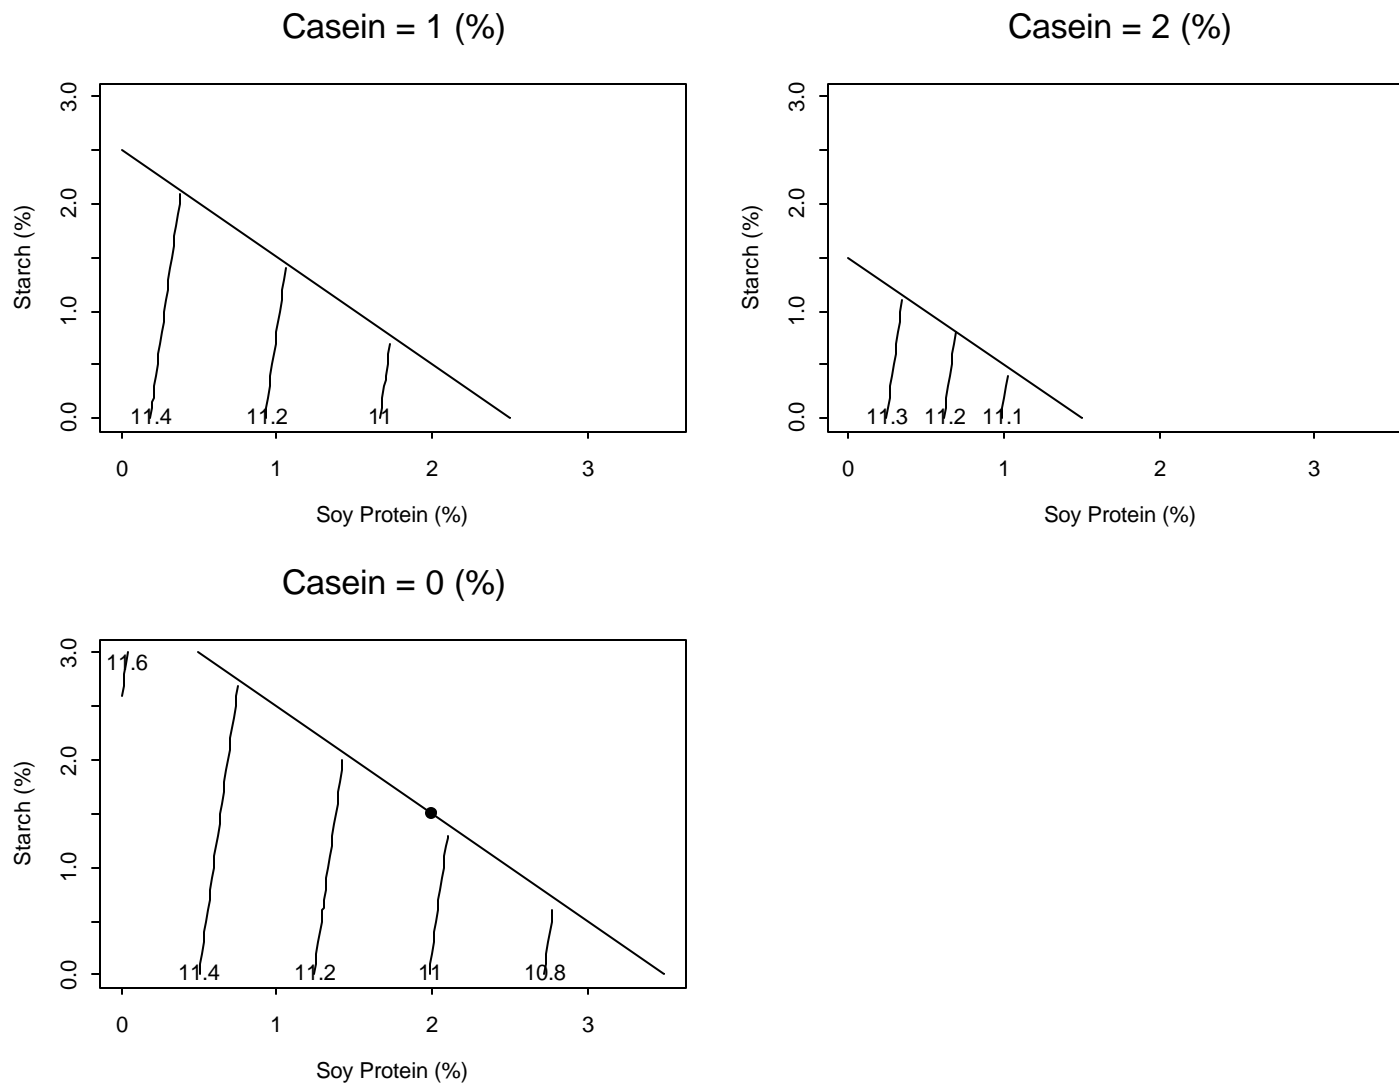 Casein = 1 (%)
3.0
2.0
1.0
0.0
Starch (%)
11.4 11.2 11
0 1 2 3
Soy Protein (%)
Casein = 2 (%)
3.0
2.0
1.0
0.0
Starch (%)
11.3 11.2 11.1
0 1 2 3
Soy Protein (%)
Casein = 0 (%)
3.0
2.0
1.0
0.0
Starch (%)
11.6
11.4 11.2 11 10.8
0 1 2 3
Soy Protein (%)